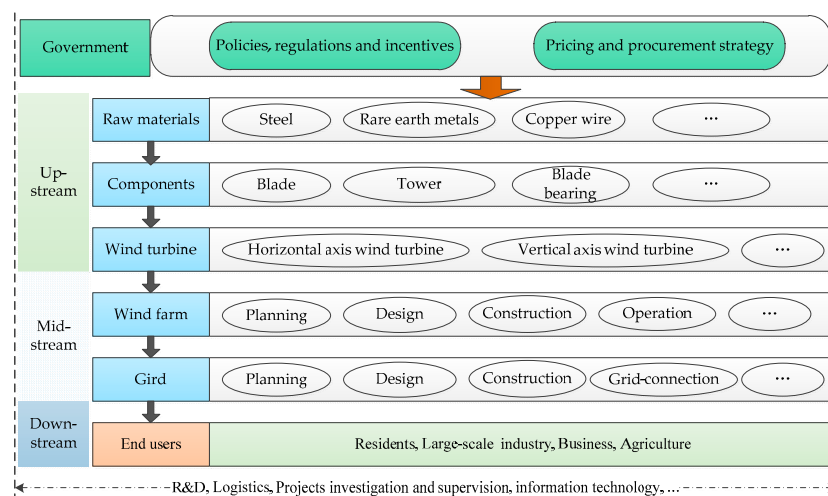 Government
Policies, regulations and incentives
Pricing and procurement strategy
Up-
stream
Raw materials
Steel
Rare earth metals
Copper wire
...
Components
Blade
Tower
Blade
bearing
...
Wind turbine
Horizontal axis wind turbine
Vertical axis wind turbine
...
Mid-
stream
Wind farm
Planning
Design
Construction
Operation
...
Gird
Planning
Design
Construction
Grid-connection
...
Down-
stream
End users
Residents, Large-scale industry, Business, Agriculture
R&D, Logistics, Projects investigation and supervision, information technology, ...